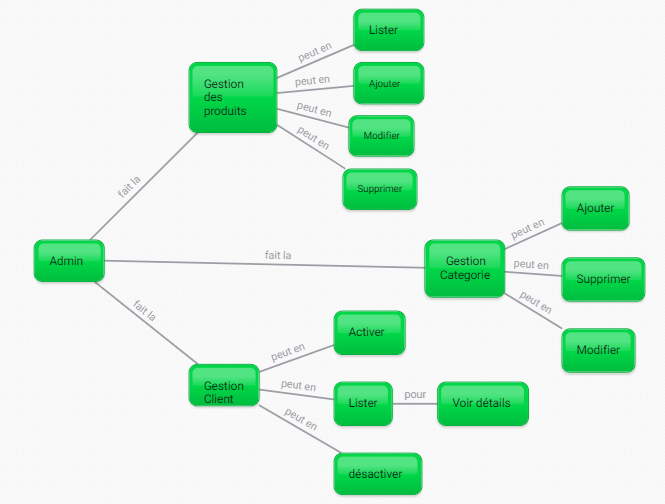 Lister
peut en
Gestion
des
produits
peut en
Ajouter
peut en
Modifier
peut en
Supprimer
fait la
Admin
fait la
Gestion
Categorie
peut en
Ajouter
peut en
Supprimer
peut en
Modifier
fait la
Gestion
Client
peut en
Activer
peut en
Lister
pour
Voir détails
peut en
désactiver